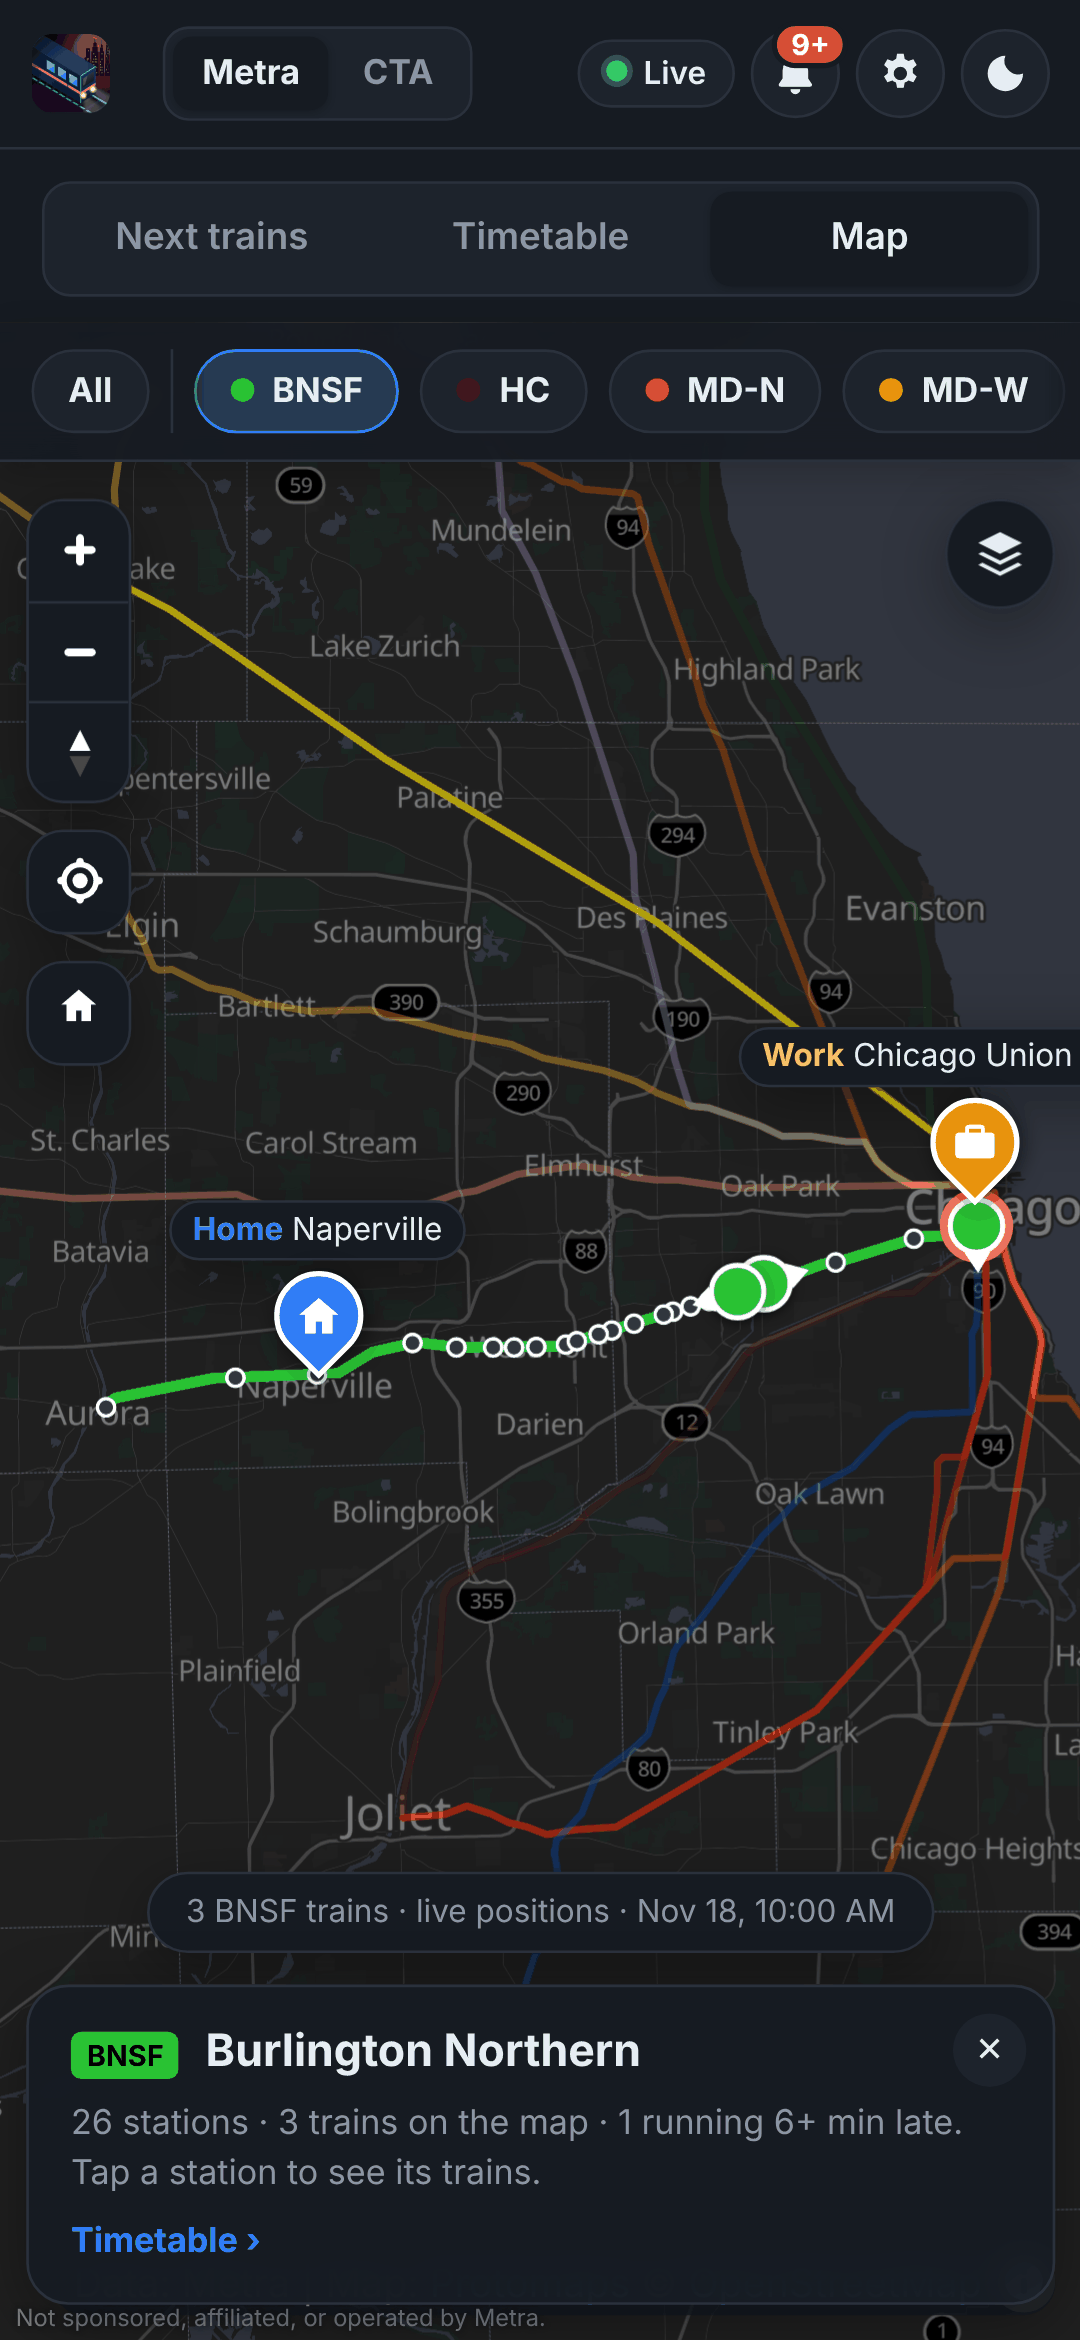 Metra CTA Live 9+
Next trains Timetable Map
All BNSF HC MD-N MD-W
59
Mundelein 94
ake
Lake Zurich
Highland Park
pentersville
Palatine
294
Evanston
Elgin
Schaumburg
Des Plaines
94
Bartlett 390
190
Work Chicago Union
290
St. Charles Carol Stream
Elmhurst
Oak Park
Chicago
Home Naperville
Batavia
88
90
Naperville
Aurora
Darien 12
94
Oak Lawn
Bolingbrook
355
Orland Park
Plainfield
Tinley Park
80
Joliet
Chicago Heights
3 BNSF trains · live positions · Nov 18, 10:00 AM
394
BNSF Burlington Northern
26 stations · 3 trains on the map · 1 running 6+ min late.
Tap a station to see its trains.
Timetable ›
Not sponsored, affiliated, or operated by Metra.
1